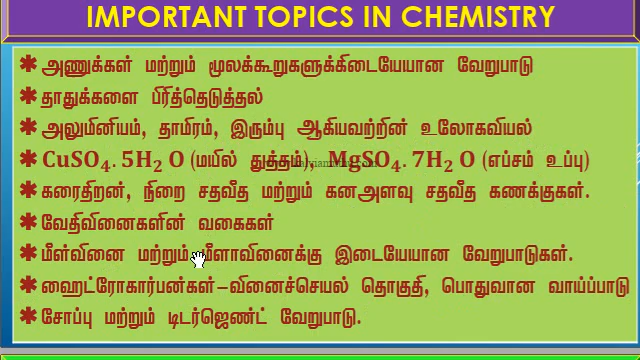 IMPORTANT TOPICS IN CHEMISTRY
✱ அணுக்கள் மற்றும் மூலக்கூறுகளுக்கிடையேயான வேறுபாடு
✱ தாதுக்களை பிரித்தெடுத்தல்
✱ அலுமினியம், தாமிரம், இரும்பு ஆகியவற்றின் உலோகவியல்
✱ CuSO₄. 5H₂ O (மயில் துத்தம்), MgSO₄. 7H₂ O (எப்சம் உப்பு)
✱ கரைதிறன், நிறை சதவீத மற்றும் கனஅளவு சதவீத கணக்குகள்.
✱ வேதிவினைகளின் வகைகள்
✱ மீள்வினை மற்றும் மீளாவினைக்கு இடையேயான வேறுபாடுகள்.
✱ ஹைட்ரோகார்பன்கள்–வினைச்செயல் தொகுதி, பொதுவான வாய்ப்பாடு
✱ சோப்பு மற்றும் டிடர்ஜெண்ட் வேறுபாடு.